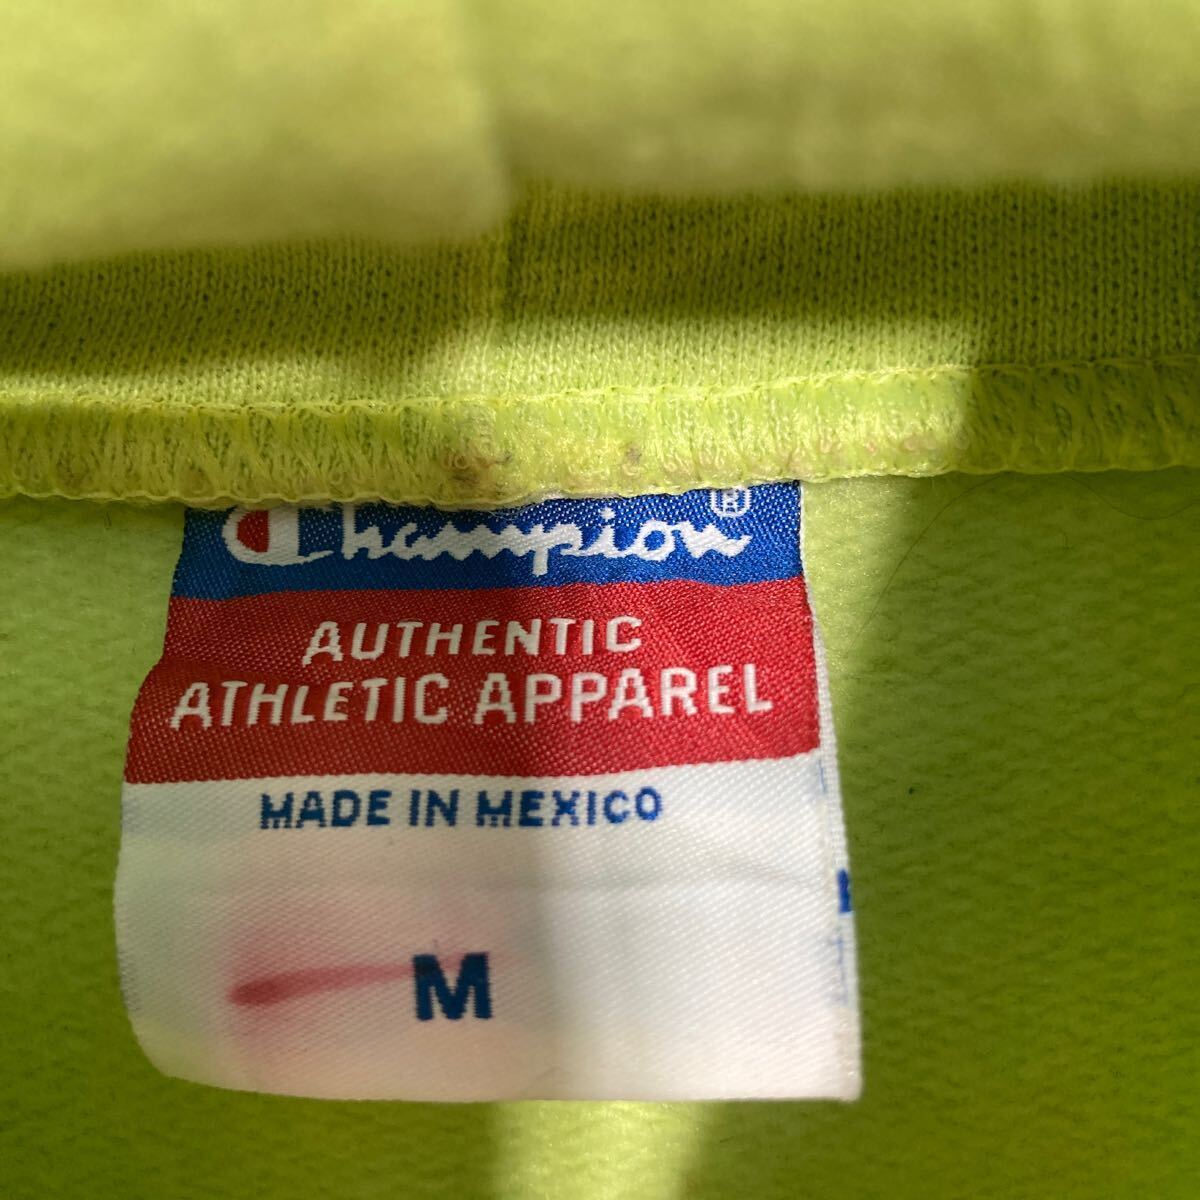 Champion®
AUTHENTIC
ATHLETIC APPAREL
MADE IN MEXICO
M